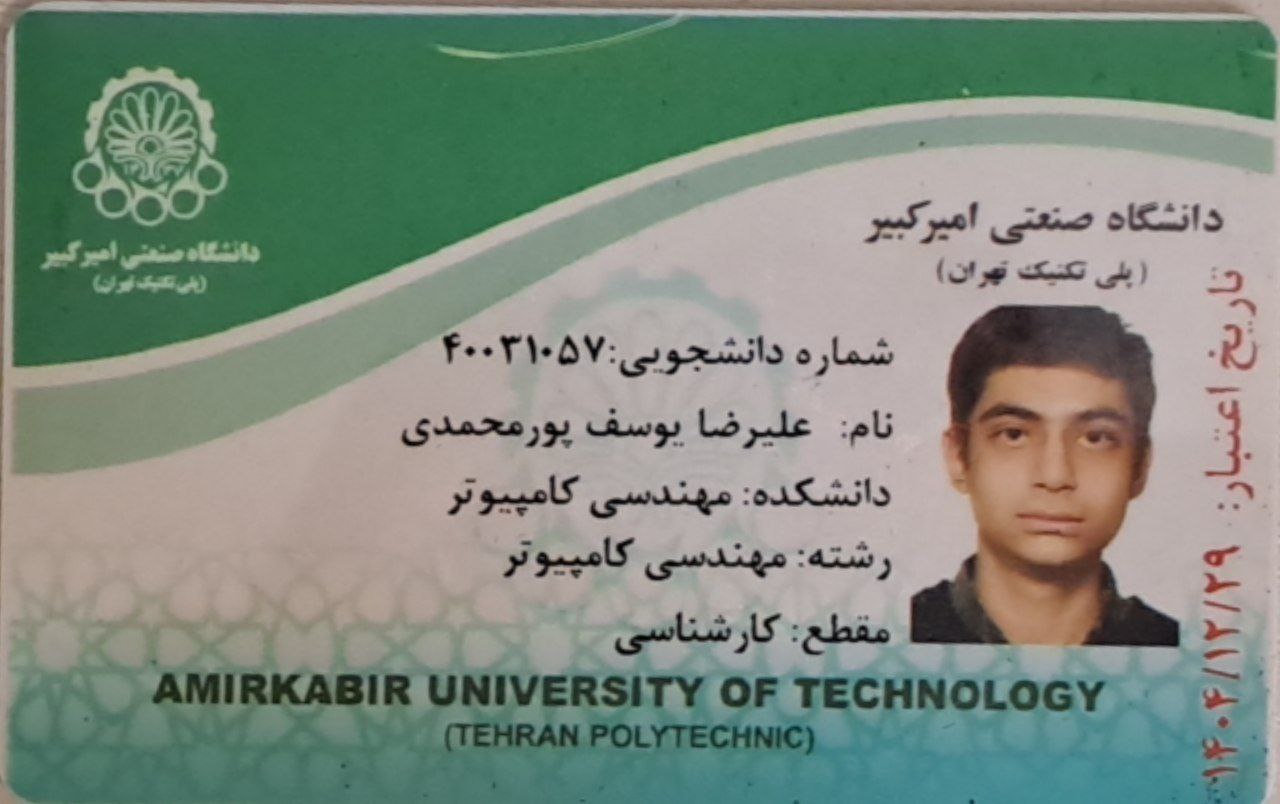 دانشگاه صنعتی امیرکبیر
(پلی تکنیک تهران)
دانشگاه صنعتی امیرکبیر
(پلی تکنیک تهران)
شماره دانشجویی:۴۰۰۳۱۰۵۷
نام: علیرضا یوسف پورمحمدی
دانشکده: مهندسی کامپیوتر
رشته: مهندسی کامپیوتر
مقطع: کارشناسی
تاریخ اعتبار: ۱۴۰۴/۱۲/۲۹
AMIRKABIR UNIVERSITY OF TECHNOLOGY
(TEHRAN POLYTECHNIC)